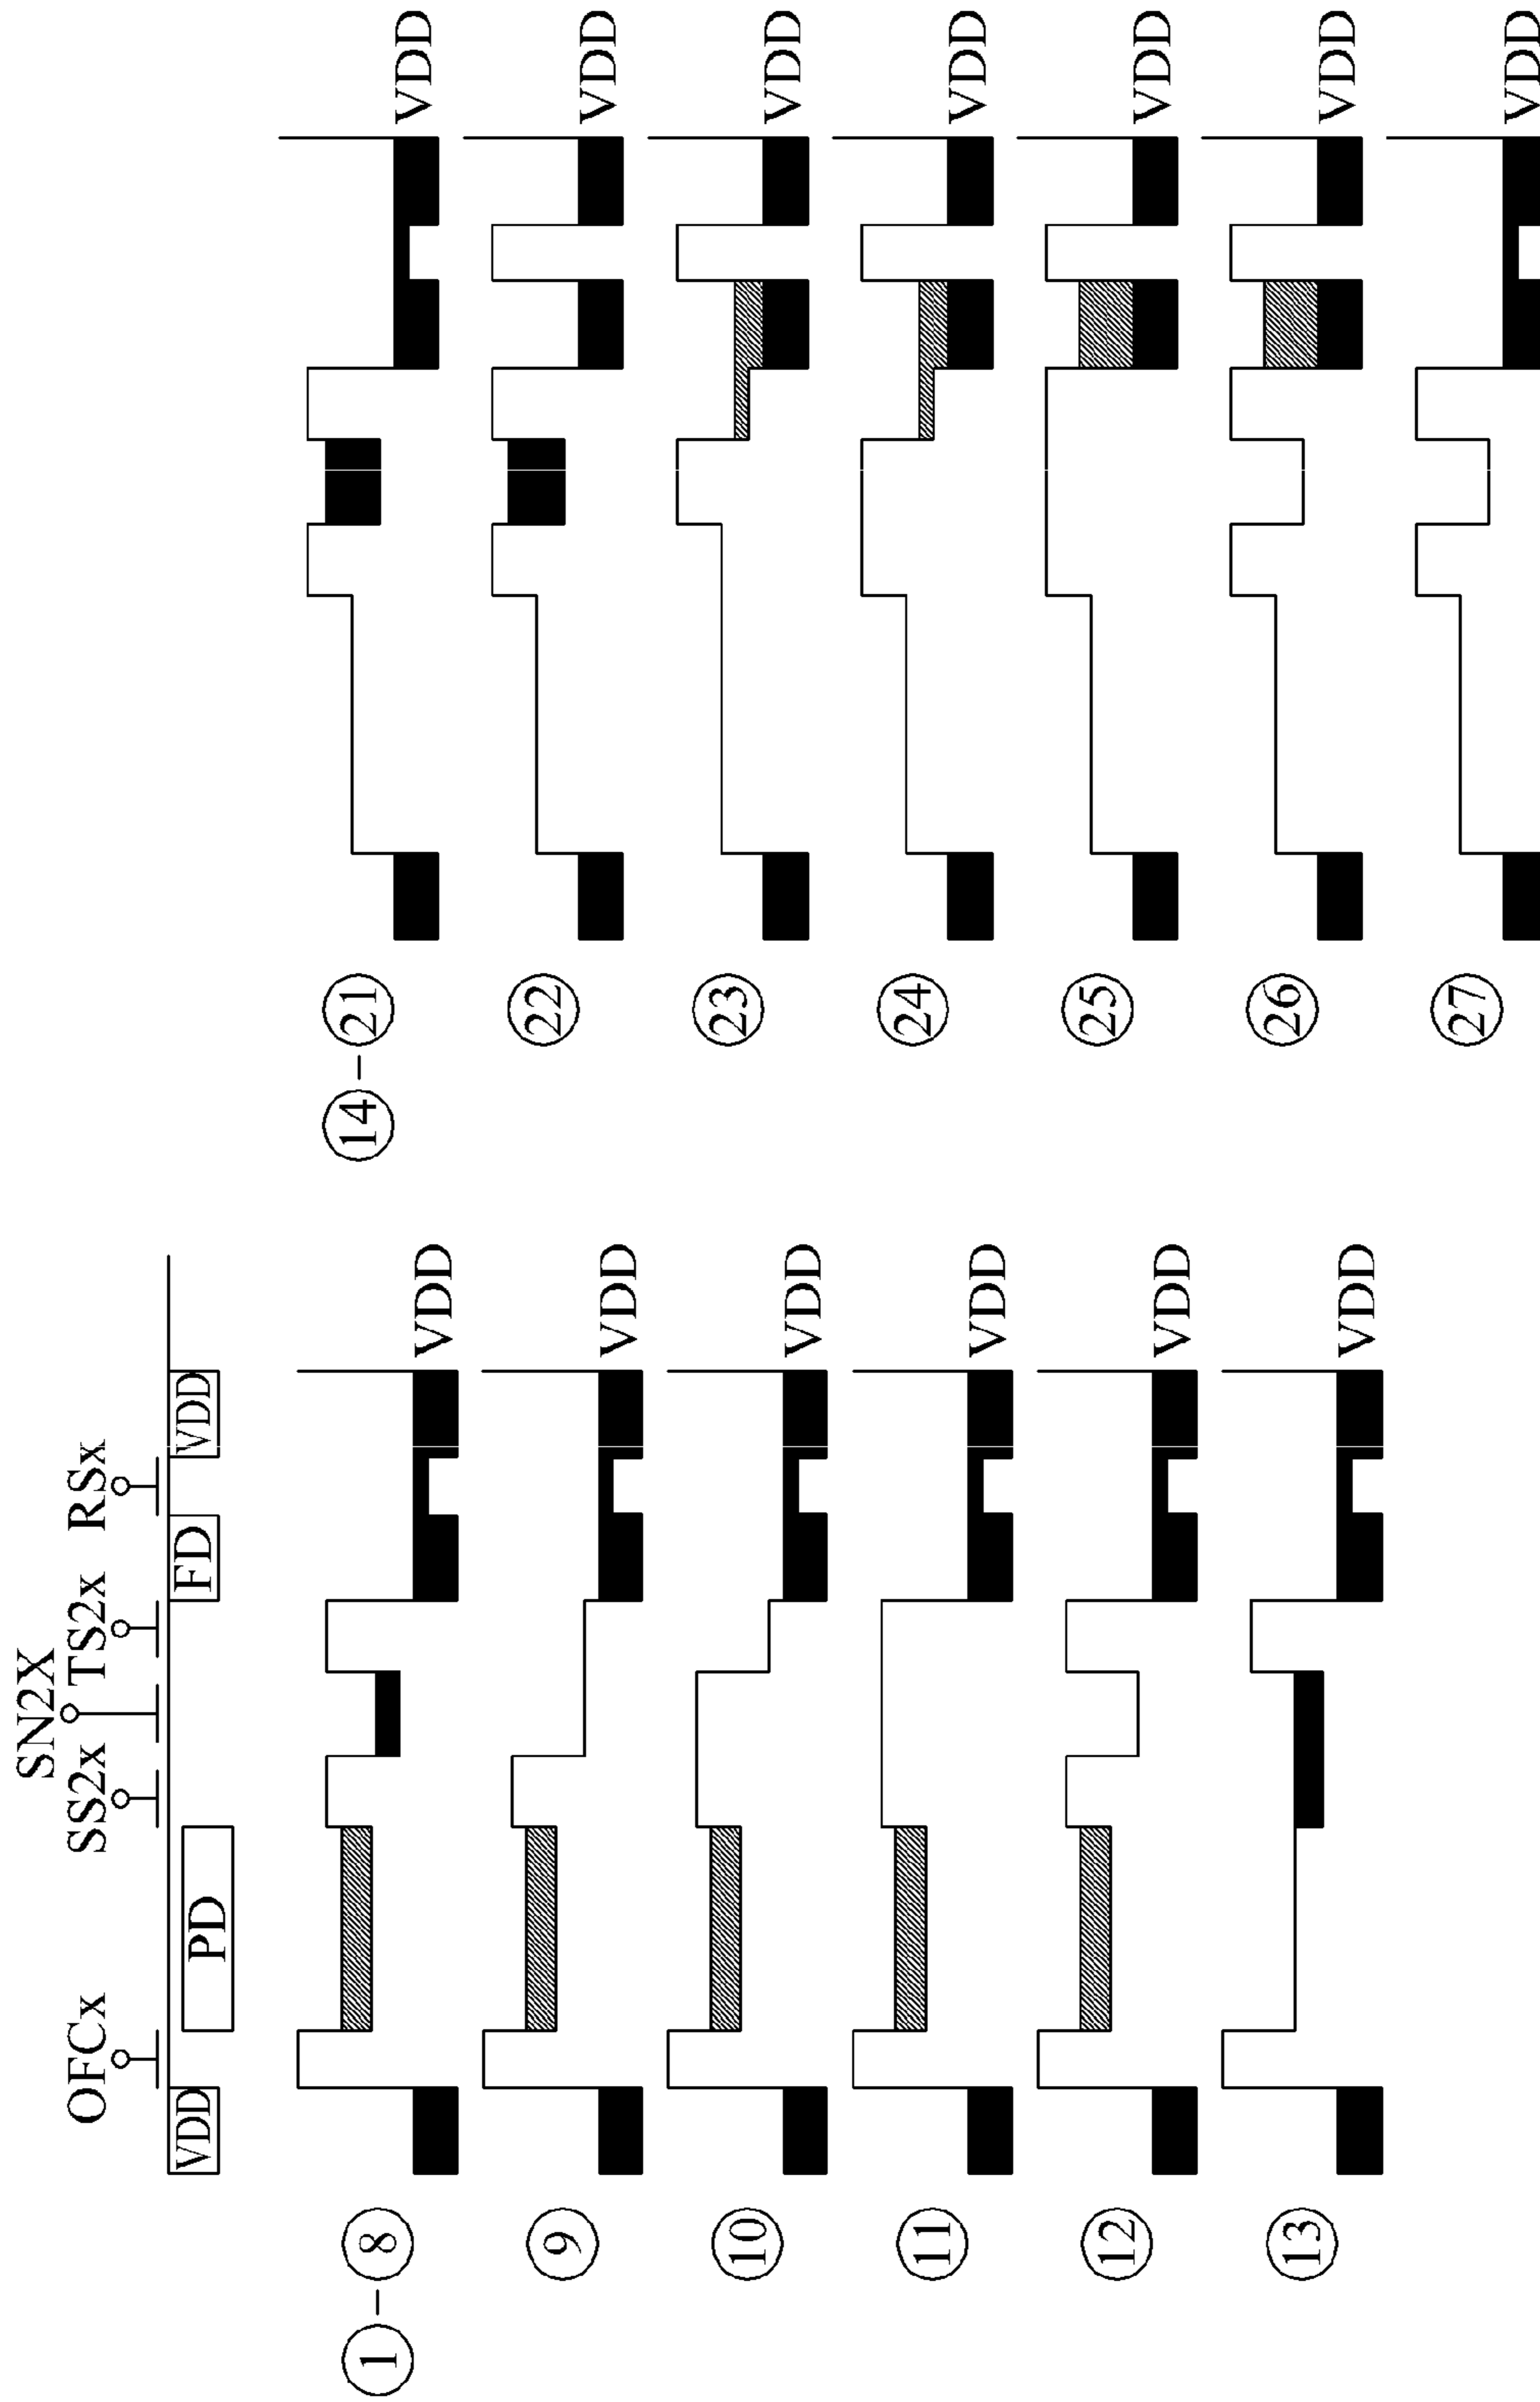 SN2X
OFCx SS2x TS2x RSx
VDD PD FD VDD
①–⑧ VDD
⑨ VDD
⑩ VDD
⑪ VDD
⑫ VDD
⑬ VDD
⑭–㉑ VDD
㉒ VDD
㉓ VDD
㉔ VDD
㉕ VDD
㉖ VDD
㉗ VDD